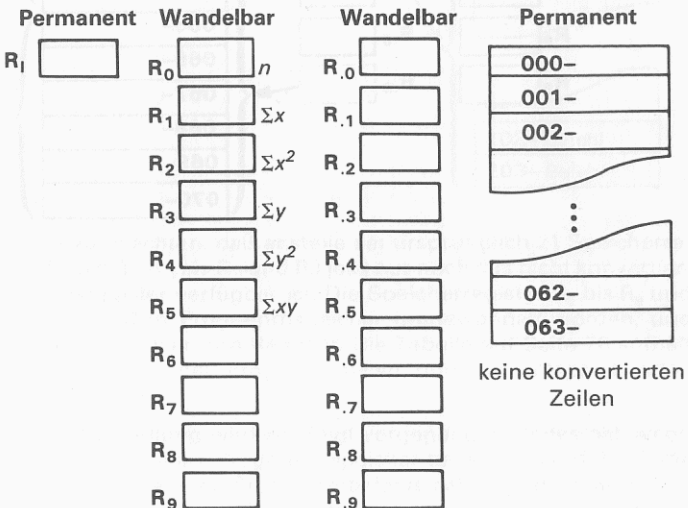 Permanent Wandelbar Wandelbar Permanent
R_I
R_0 n
R_1 Σx
R_2 Σx²
R_3 Σy
R_4 Σy²
R_5 Σxy
R_6
R_7
R_8
R_9
R_.0
R_.1
R_.2
R_.3
R_.4
R_.5
R_.6
R_.7
R_.8
R_.9
000–
001–
002–
062–
063–
keine konvertierten
Zeilen